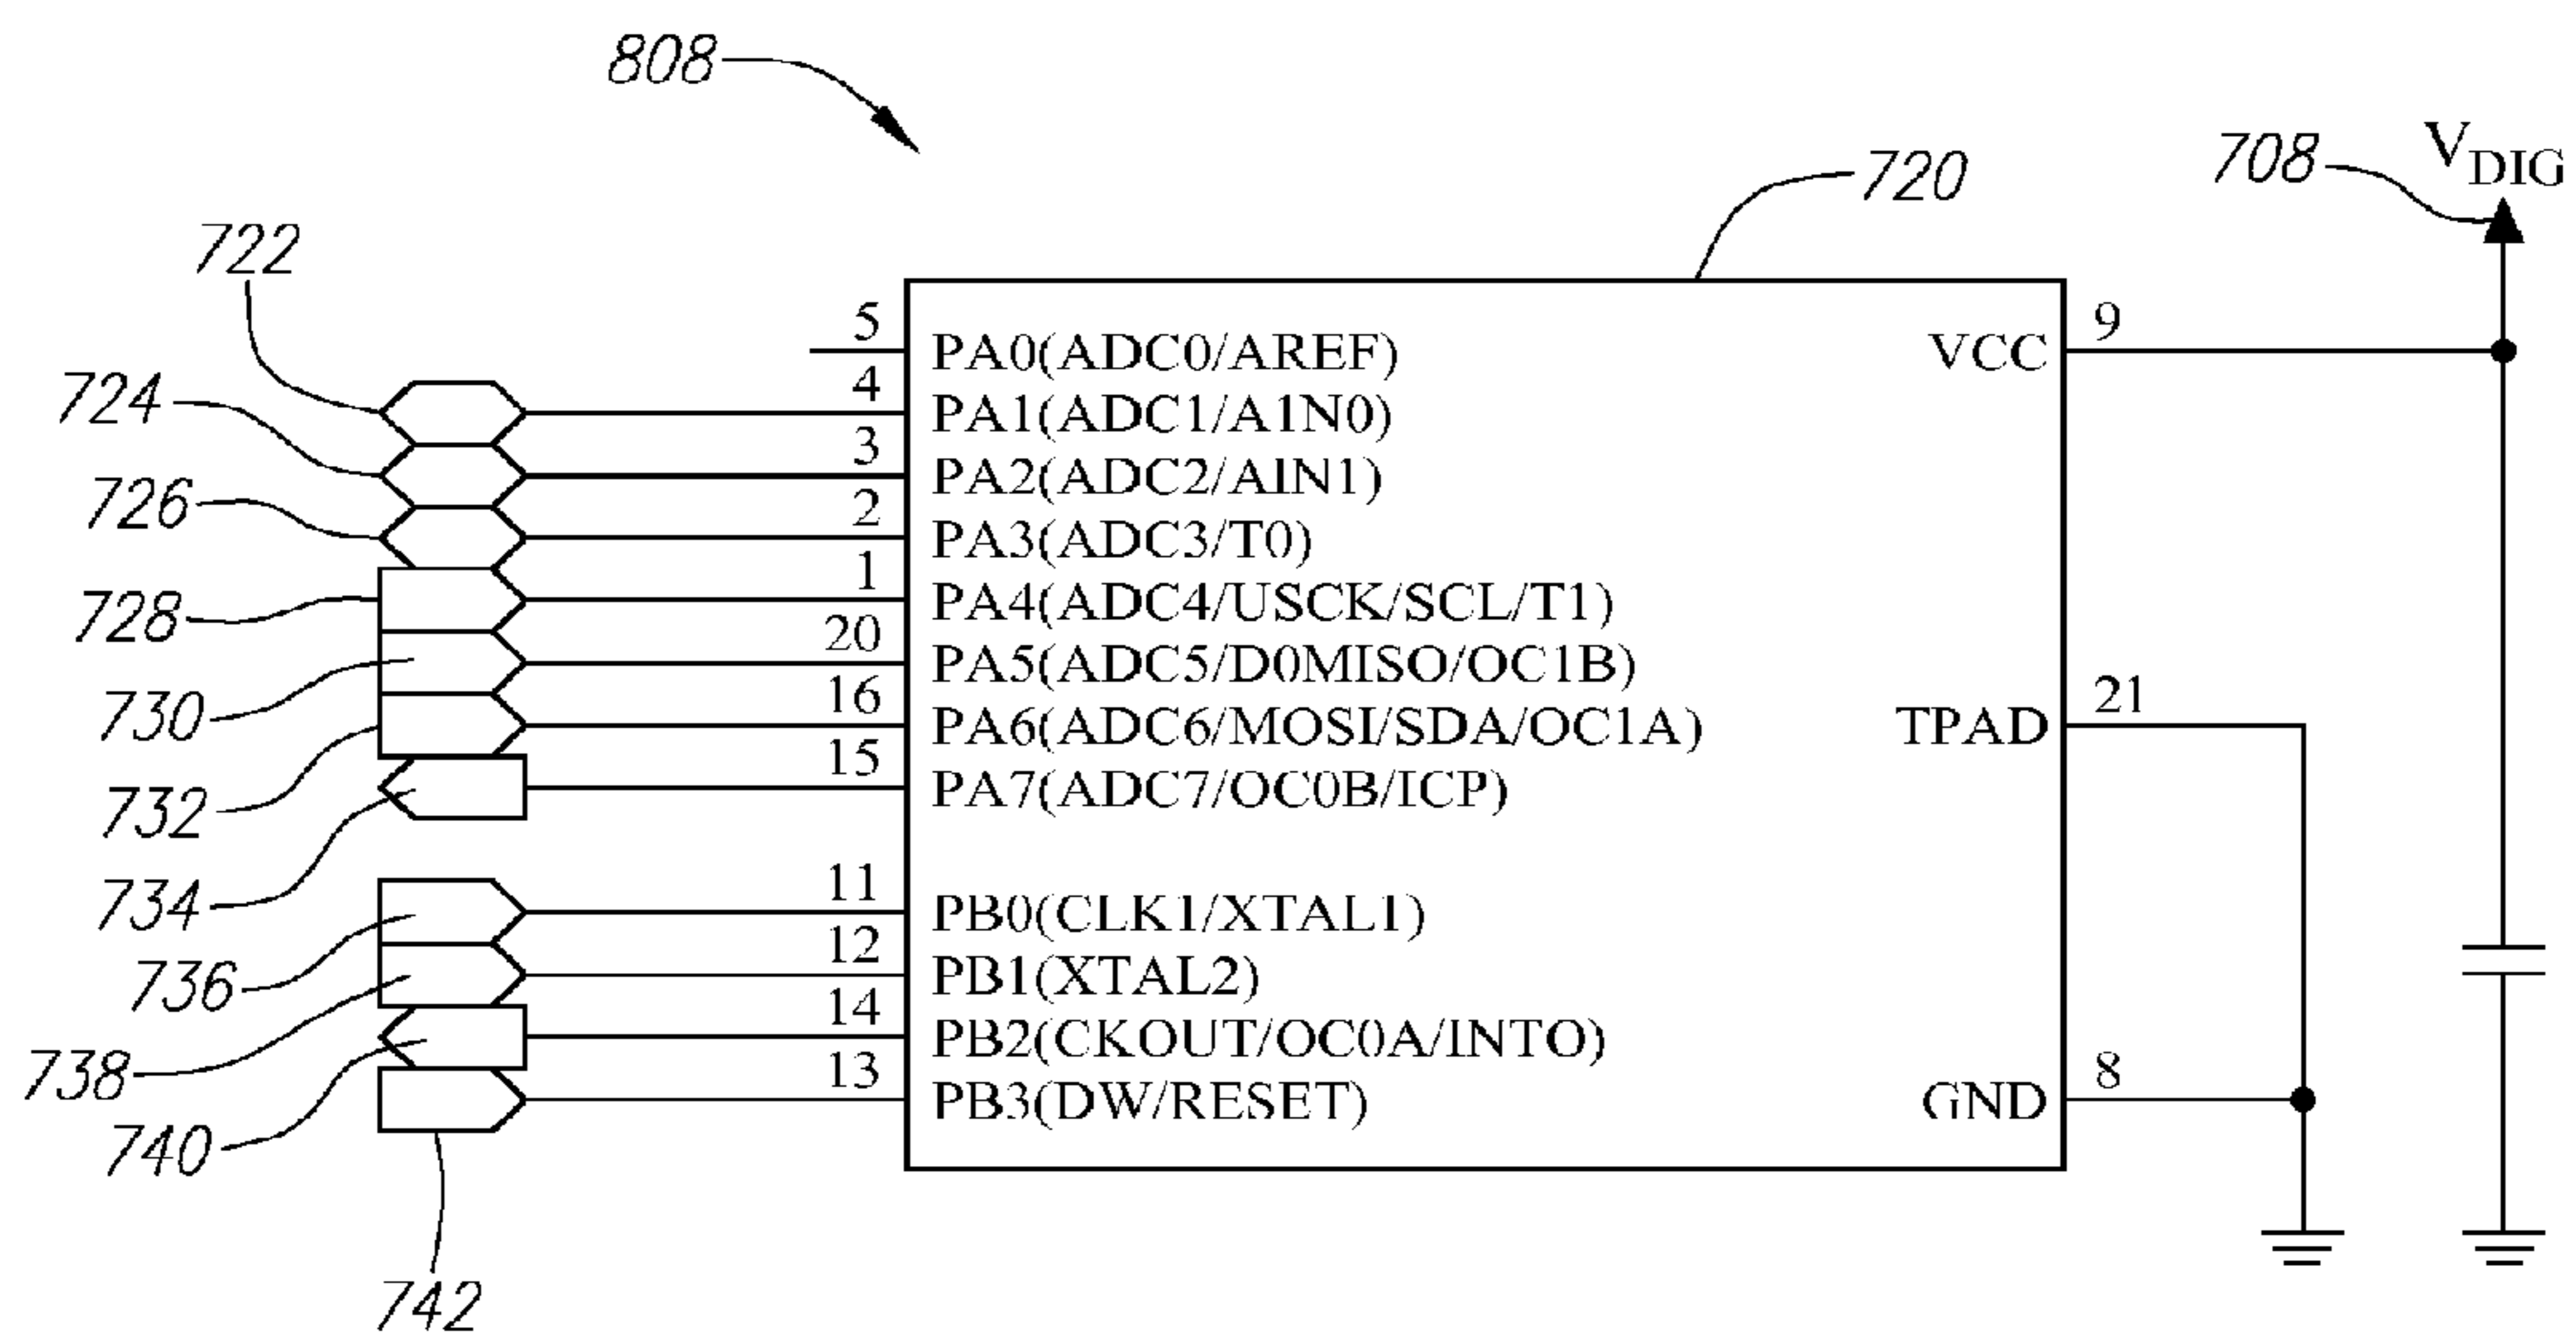 808
720
708
VDIG
722
724
726
728
730
732
734
736
738
740
742
5 PA0(ADC0/AREF)
4 PA1(ADC1/A1N0)
3 PA2(ADC2/AIN1)
2 PA3(ADC3/T0)
1 PA4(ADC4/USCK/SCL/T1)
20 PA5(ADC5/D0MISO/OC1B)
16 PA6(ADC6/MOSI/SDA/OC1A)
15 PA7(ADC7/OC0B/ICP)
11 PB0(CLK1/XTAL1)
12 PB1(XTAL2)
14 PB2(CKOUT/OC0A/INTO)
13 PB3(DW/RESET)
VCC 9
TPAD 21
GND 8